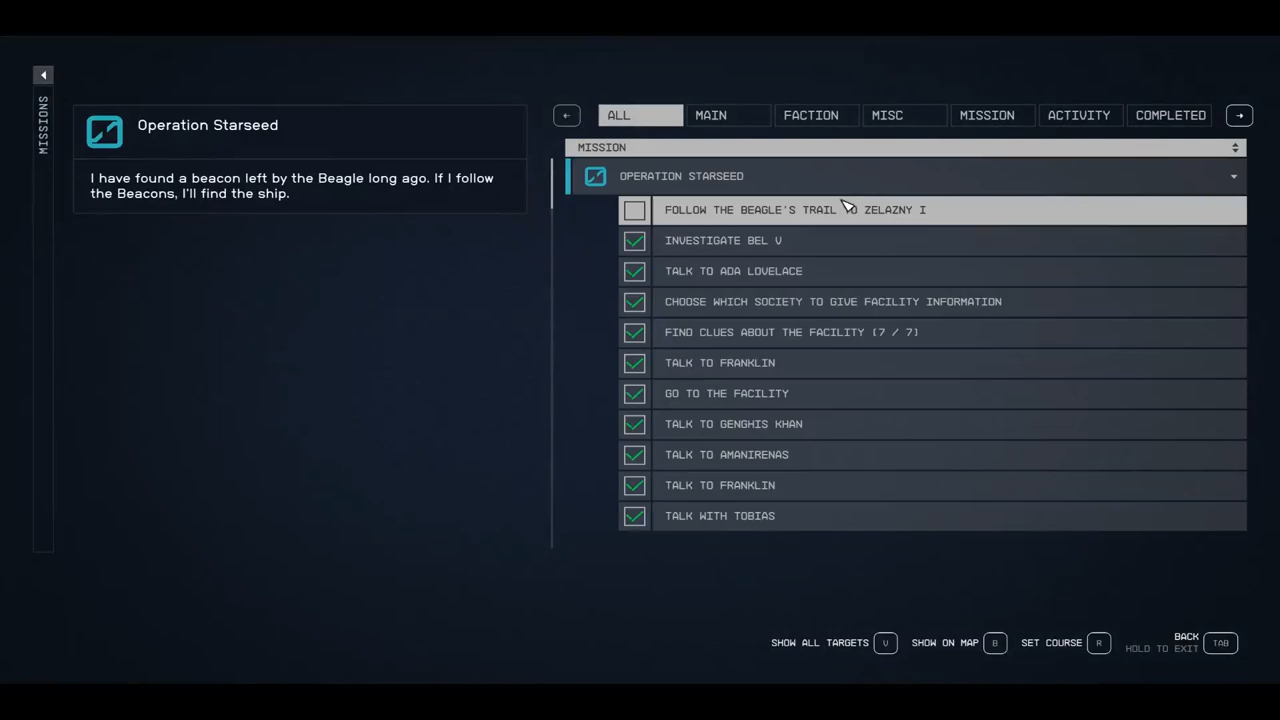 MISSIONS
Operation Starseed
I have found a beacon left by the Beagle long ago. If I follow
the Beacons, I'll find the ship.
ALL MAIN FACTION MISC MISSION ACTIVITY COMPLETED
MISSION
OPERATION STARSEED
FOLLOW THE BEAGLE'S TRAIL TO ZELAZNY I
INVESTIGATE BEL V
TALK TO ADA LOVELACE
CHOOSE WHICH SOCIETY TO GIVE FACILITY INFORMATION
FIND CLUES ABOUT THE FACILITY (7 / 7)
TALK TO FRANKLIN
GO TO THE FACILITY
TALK TO GENGHIS KHAN
TALK TO AMANIRENAS
TALK TO FRANKLIN
TALK WITH TOBIAS
SHOW ALL TARGETS V SHOW ON MAP B SET COURSE R BACK TAB
HOLD TO EXIT